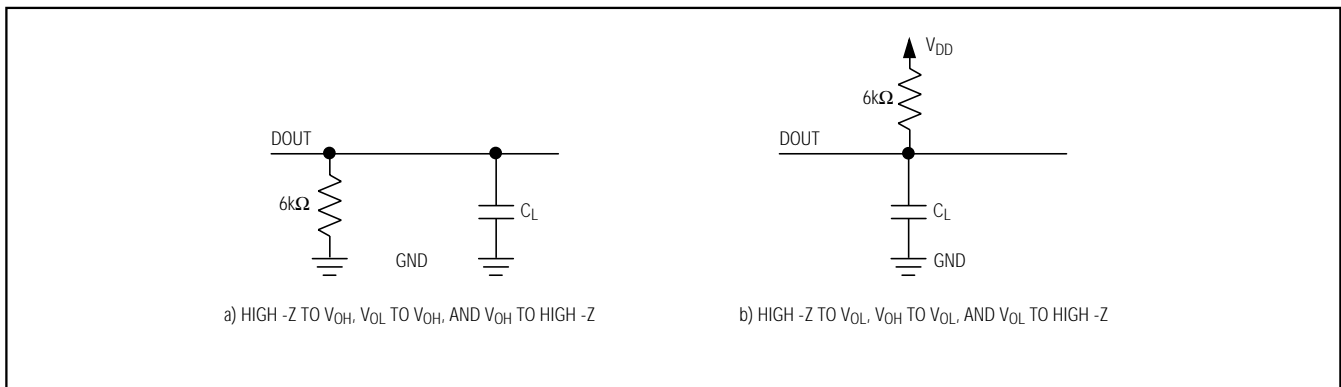 DOUT
6kΩ
C_L
GND
a) HIGH -Z TO V_OH, V_OL TO V_OH, AND V_OH TO HIGH -Z
V_DD
6kΩ
DOUT
C_L
GND
b) HIGH -Z TO V_OL, V_OH TO V_OL, AND V_OL TO HIGH -Z